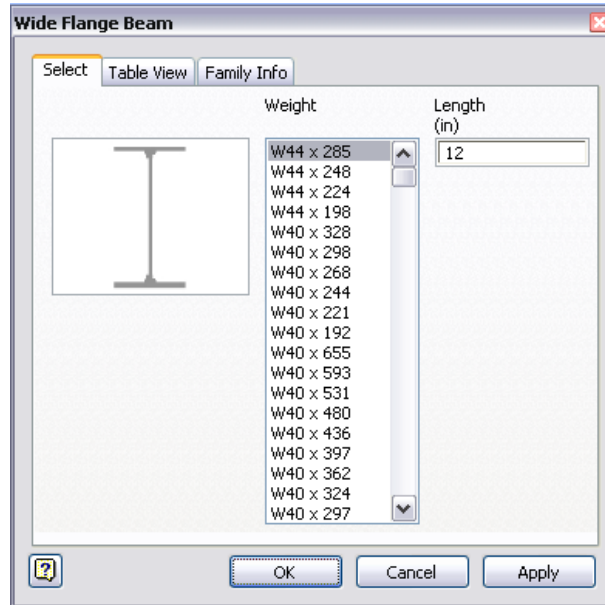 Wide Flange Beam
Select
Table View
Family Info
Weight
Length
(in)
W44 x 285
12
W44 x 248
W44 x 224
W44 x 198
W40 x 328
W40 x 298
W40 x 268
W40 x 244
W40 x 221
W40 x 192
W40 x 655
W40 x 593
W40 x 531
W40 x 480
W40 x 436
W40 x 397
W40 x 362
W40 x 324
W40 x 297
?
OK
Cancel
Apply